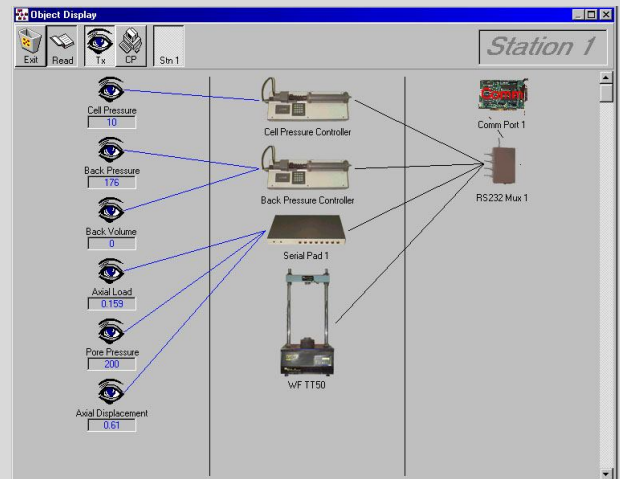 Object Display
Exit Read Tx CP Stn 1
Station 1
Cell Pressure
10
Back Pressure
176
Back Volume
0
Axial Load
0.159
Pore Pressure
200
Axial Displacement
0.61
Cell Pressure Controller
Back Pressure Controller
Serial Pad 1
WF TT50
Comm
Comm Port 1
RS232 Mux 1